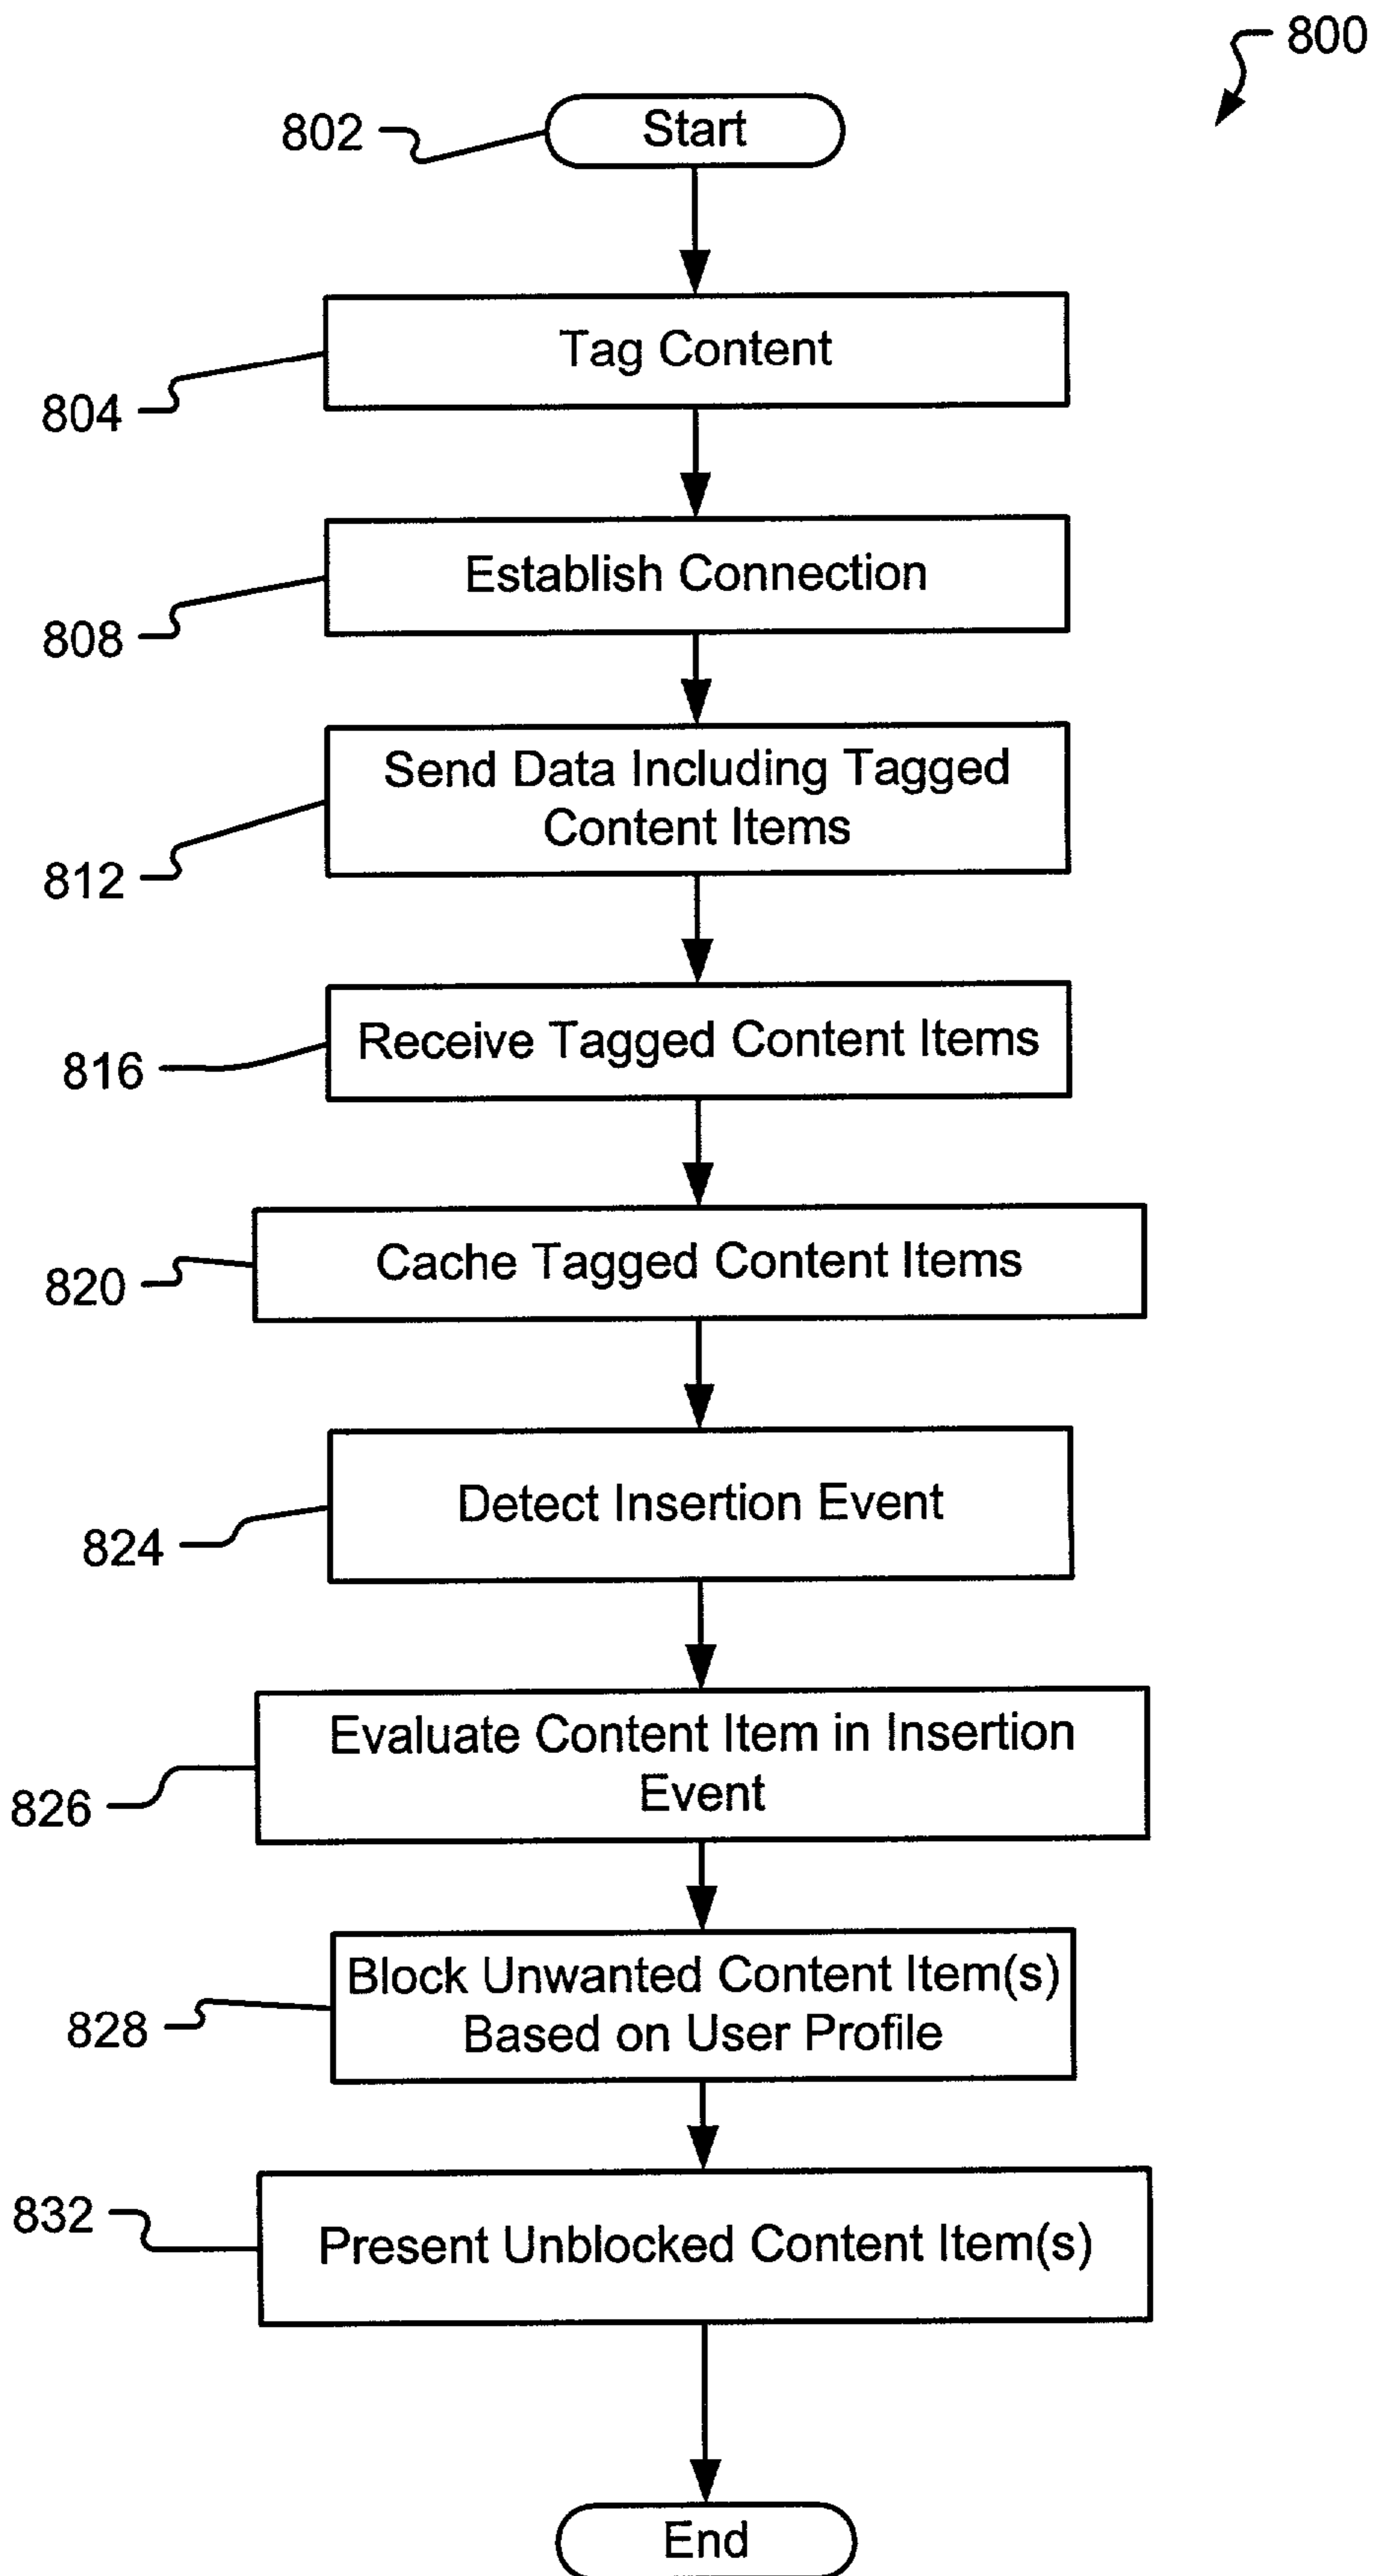 800
802
Start
Tag Content
804
Establish Connection
808
Send Data Including Tagged
Content Items
812
Receive Tagged Content Items
816
Cache Tagged Content Items
820
Detect Insertion Event
824
Evaluate Content Item in Insertion
Event
826
Block Unwanted Content Item(s)
Based on User Profile
828
832
Present Unblocked Content Item(s)
End